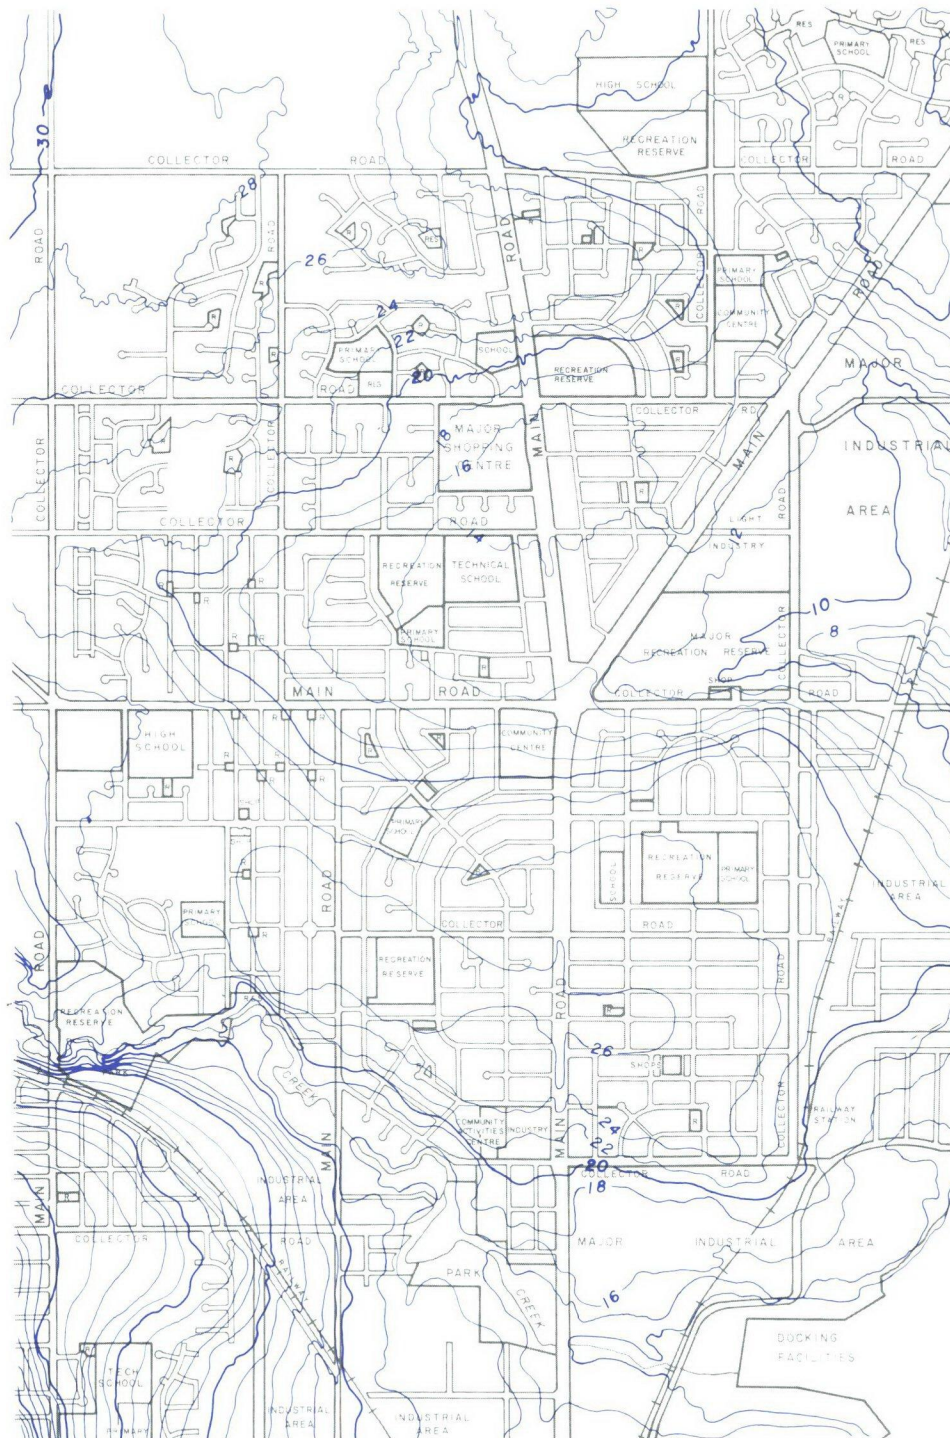 RES
PRIMARY
SCHOOL
RES
R
HIGH SCHOOL
RECREATION
RESERVE
30
COLLECTOR ROAD
COLLECTOR ROAD
28
ROAD
ROAD
ROAD
ROAD
R
RES
R
26
COLLECTOR
PRIMARY
SCHOOL
ROAD
R
COMMUNITY
CENTRE
24
R
R
R
22
PRIMARY
SCHOOL
SCHOOL
R
R
MAJOR
COLLECTOR
ROAD
RES
20
RECREATION
RESERVE
COLLECTOR RD
MAIN
MAIN
COLLECTOR
COLLECTOR
MAJOR
SHOPPING
CENTRE
18
16
R
R
R
INDUSTRIAL
AREA
COLLECTOR
ROAD
14
LIGHT
INDUSTRY
ROAD
12
RECREATION
RESERVE
TECHNICAL
SCHOOL
R
R
R
10
8
PRIMARY
SCHOOL
R
R
R
MAJOR
RECREATION RESERVE
COLLECTOR
SHOP
MAIN ROAD
COLLECTOR
ROAD
R
R
R
HIGH
SCHOOL
R
R
COMMUNITY
CENTRE
R
R
R
R
R
SHOP
PRIMARY
SCHOOL
R
ROAD
SCHOOL
RECREATION
RESERVE
PRIMARY
SCHOOL
INDUSTRIAL
AREA
PRIMARY
SCHOOL
R
COLLECTOR
ROAD
ROAD
RAILWAY
ROAD
RECREATION
RESERVE
ROAD
RECREATION
RESERVE
R
26
SHOPS
PARK
CREEK
24
22
R
COMMUNITY
ACTIVITIES
CENTRE
INDUSTRY
MAIN
MAIN
COLLECTOR
RAILWAY
STATION
20
COLLECTOR
ROAD
18
INDUSTRIAL
AREA
R
MAIN
COLLECTOR
ROAD
MAJOR
INDUSTRIAL
AREA
RAILWAY
PARK
CREEK
16
DOCKING
FACILITIES
R
TECH
SCHOOL
INDUSTRIAL
AREA
INDUSTRIAL
AREA
PRIMARY